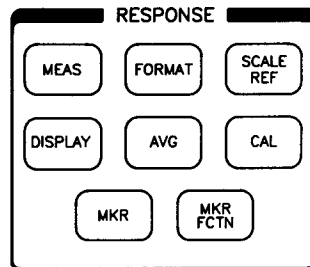 RESPONSE
MEAS
FORMAT
SCALE
REF
DISPLAY
AVG
CAL
MKR
MKR
FCTN